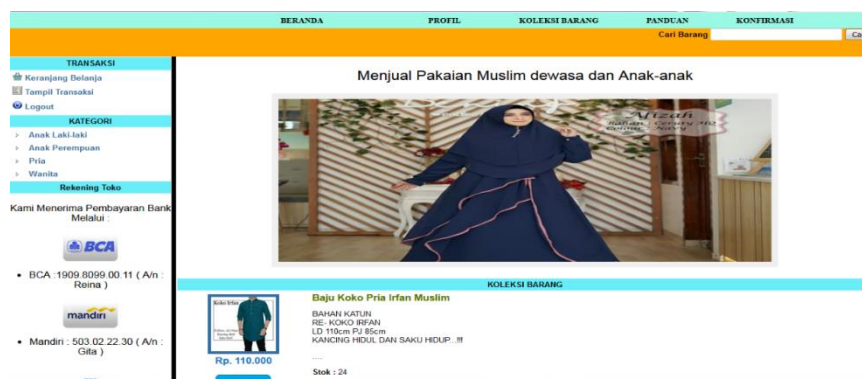 BERANDA PROFIL KOLEKSI BARANG PANDUAN KONFIRMASI
Cari Barang
TRANSAKSI
Keranjang Belanja
Tampil Transaksi
Logout
KATEGORI
Anak Laki-laki
Anak Perempuan
Pria
Wanita
Rekening Toko
Kami Menerima Pembayaran Bank
Melalui :
BCA
BCA :1909.8099.00.11 ( A/n :
Reina )
mandiri
Mandiri : 503.02.22.30 ( A/n :
Gita )
Menjual Pakaian Muslim dewasa dan Anak-anak
Afizah
KOLEKSI BARANG
Koko Irfan
Rp. 110.000
Baju Koko Pria Irfan Muslim
BAHAN KATUN
RE- KOKO IRFAN
LD 110cm PJ 85cm
KANCING HIDUL DAN SAKU HIDUP..!!!
....
Stok : 24